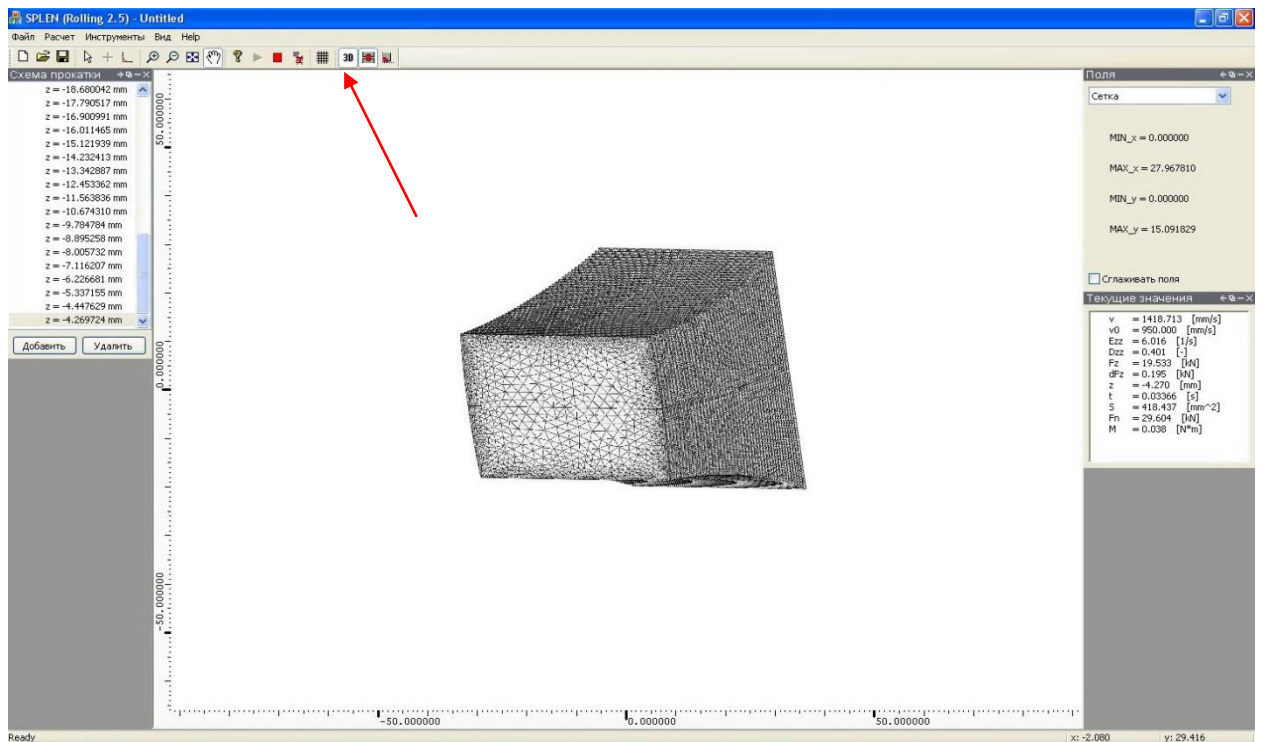 SPLEN (Rolling 2.5) - Untitled
Файл Расчет Инструменты Вид Help
3D
Схема прокатки
z = -18.680042 mm
z = -17.790517 mm
z = -16.900991 mm
z = -16.011465 mm
z = -15.121939 mm
z = -14.232413 mm
z = -13.342887 mm
z = -12.453362 mm
z = -11.563836 mm
z = -10.674310 mm
z = -9.784784 mm
z = -8.895258 mm
z = -8.005732 mm
z = -7.116207 mm
z = -6.226681 mm
z = -5.337155 mm
z = -4.447629 mm
z = -4.269724 mm
Добавить Удалить
50.000000
0.000000
-50.000000
-50.000000 0.000000 50.000000
Поля
Сетка
MIN_x = 0.000000
MAX_x = 27.967810
MIN_y = 0.000000
MAX_y = 15.091829
Сглаживать поля
Текущие значения
v = 1418.713 [mm/s]
v0 = 950.000 [mm/s]
Ezz = 6.016 [1/s]
Dzz = 0.401 [-]
Fz = 19.533 [kN]
dFz = 0.195 [kN]
z = -4.270 [mm]
t = 0.03366 [s]
S = 418.437 [mm^2]
Fn = 29.604 [kN]
M = 0.038 [N*m]
Ready
x: -2.080 y: 29.416